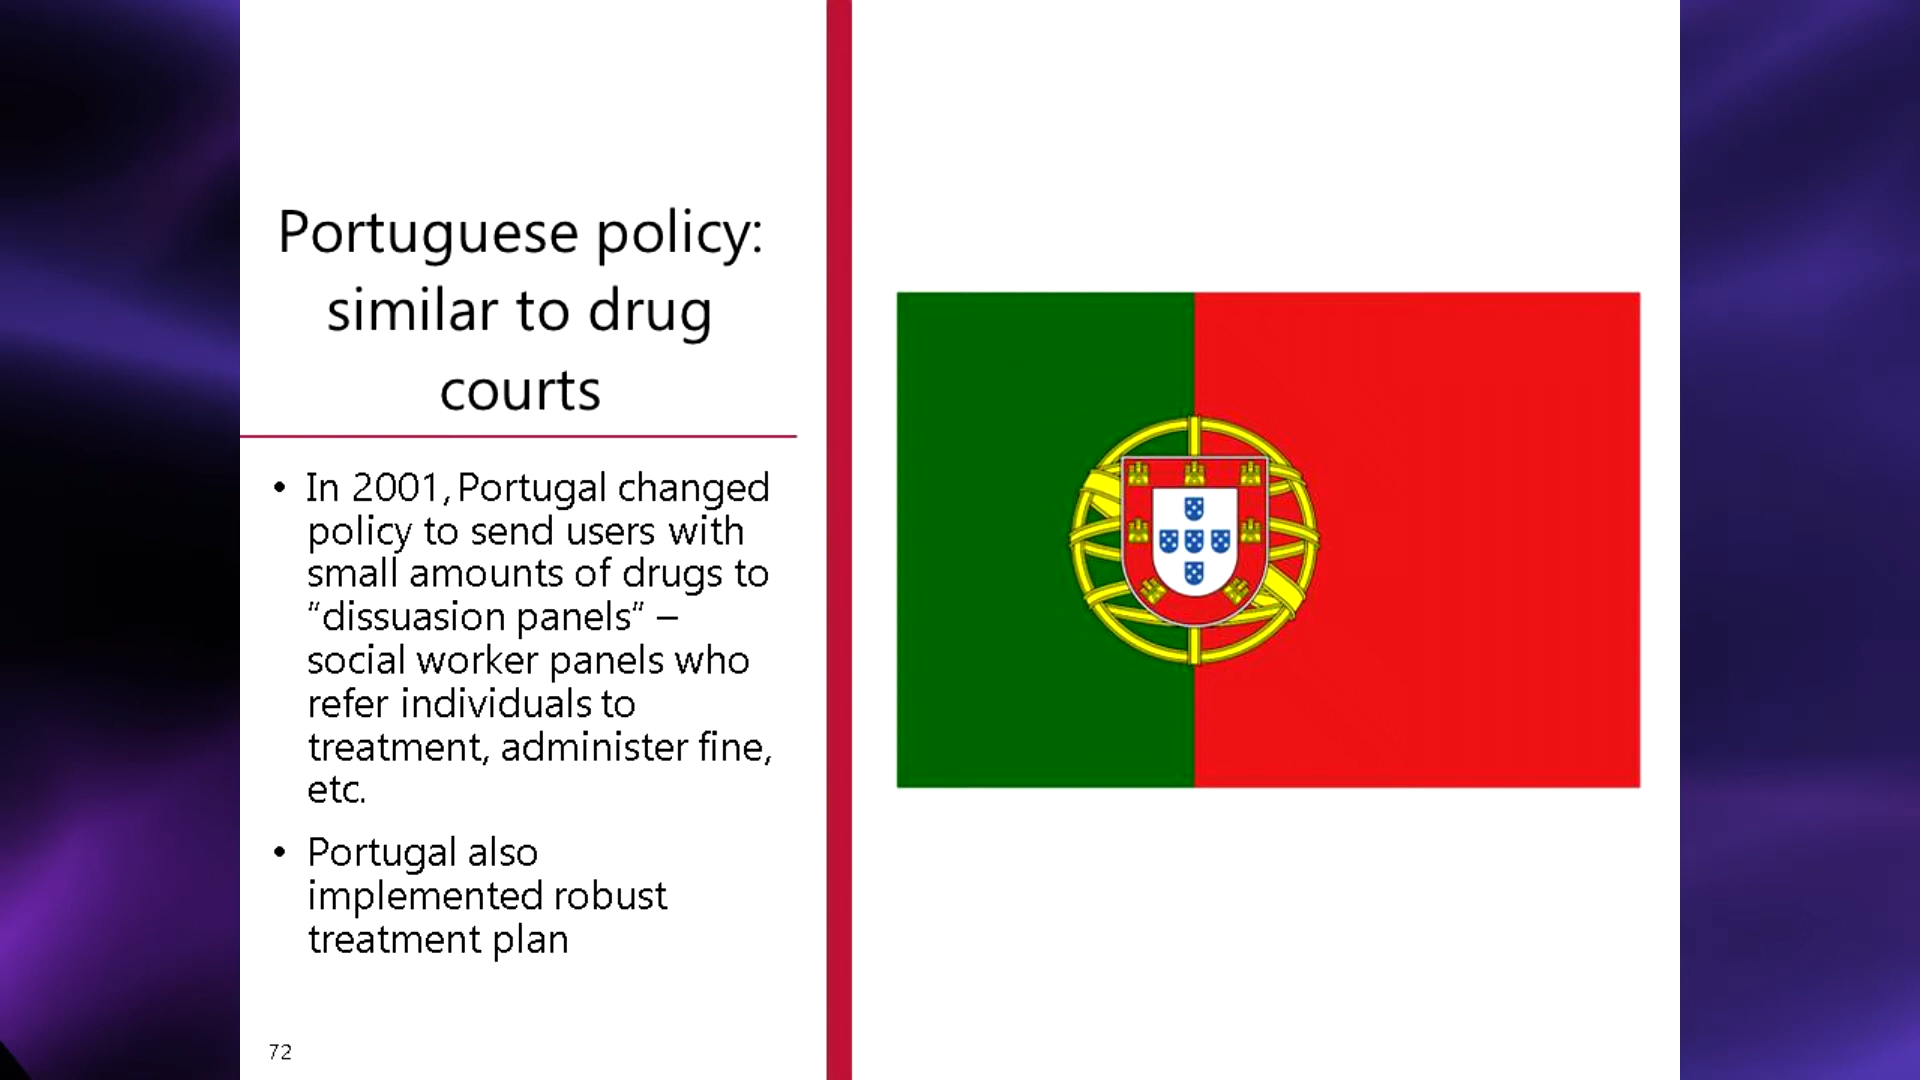 Portuguese policy:
similar to drug
courts
• In 2001, Portugal changed
policy to send users with
small amounts of drugs to
“dissuasion panels” –
social worker panels who
refer individuals to
treatment, administer fine,
etc.
• Portugal also
implemented robust
treatment plan
72